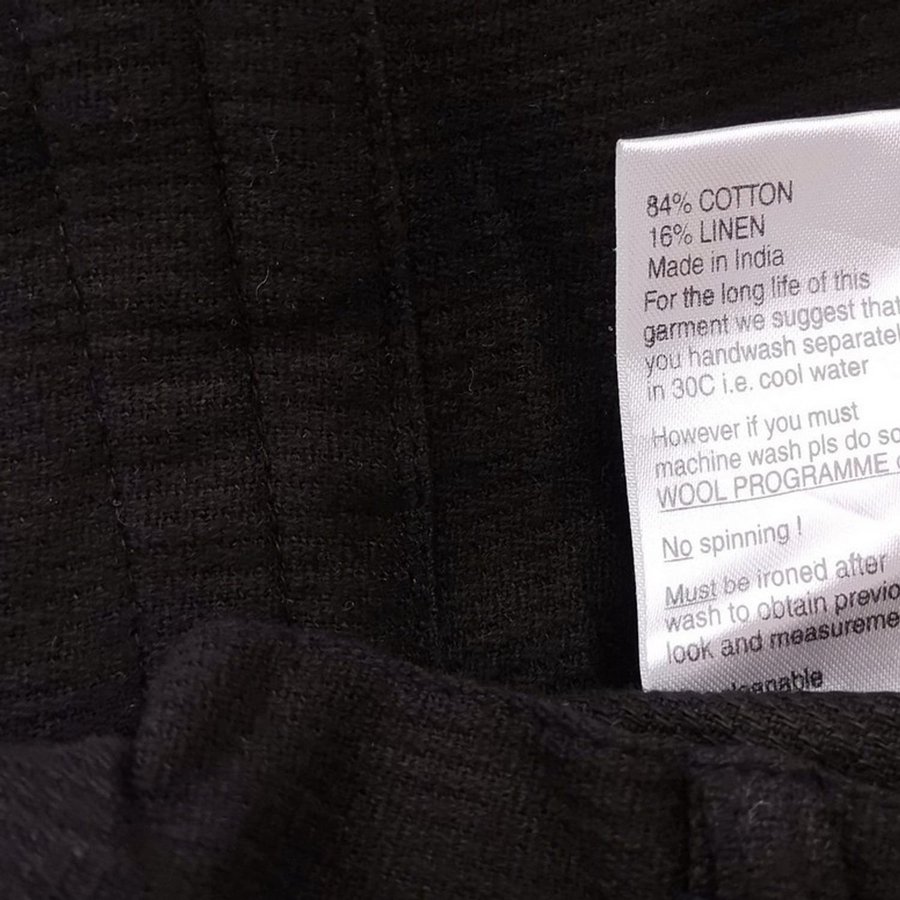 84% COTTON
16% LINEN
Made in India
For the long life of this
garment we suggest that
you handwash separatel
in 30C i.e. cool water
However if you must
machine wash pls do so
WOOL PROGRAMME
No spinning !
Must be ironed after
wash to obtain previo
look and measureme